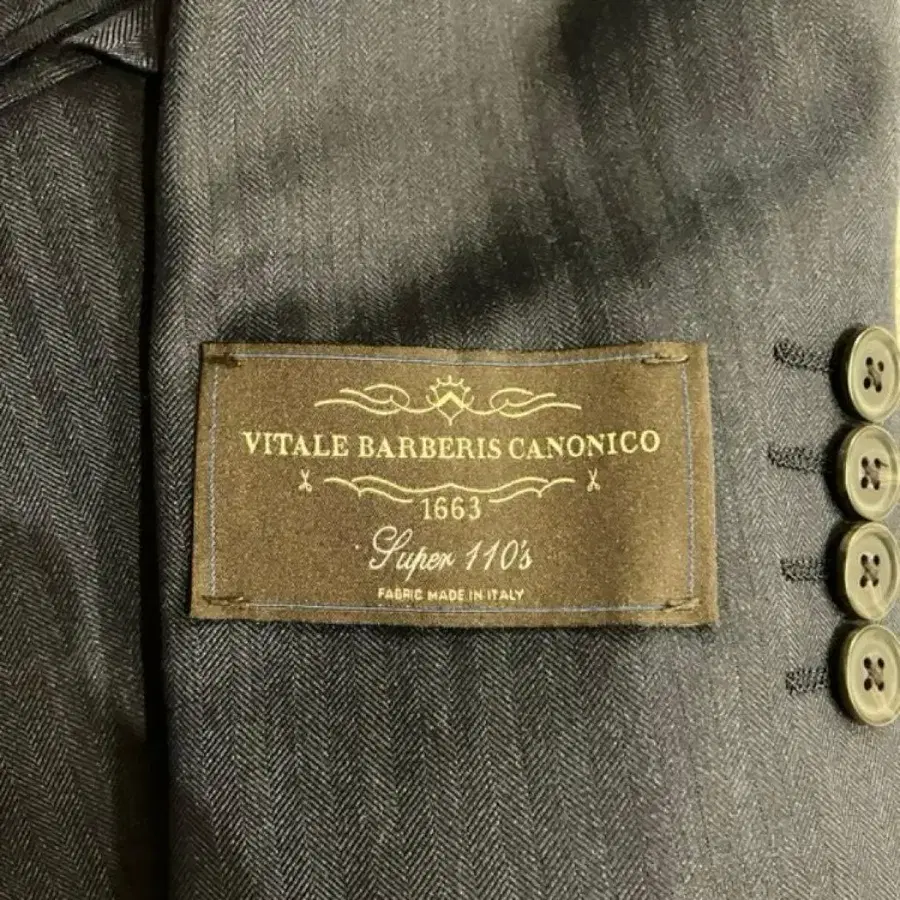 VITALE BARBERIS CANONICO
1663
Super 110's
FABRIC MADE IN ITALY